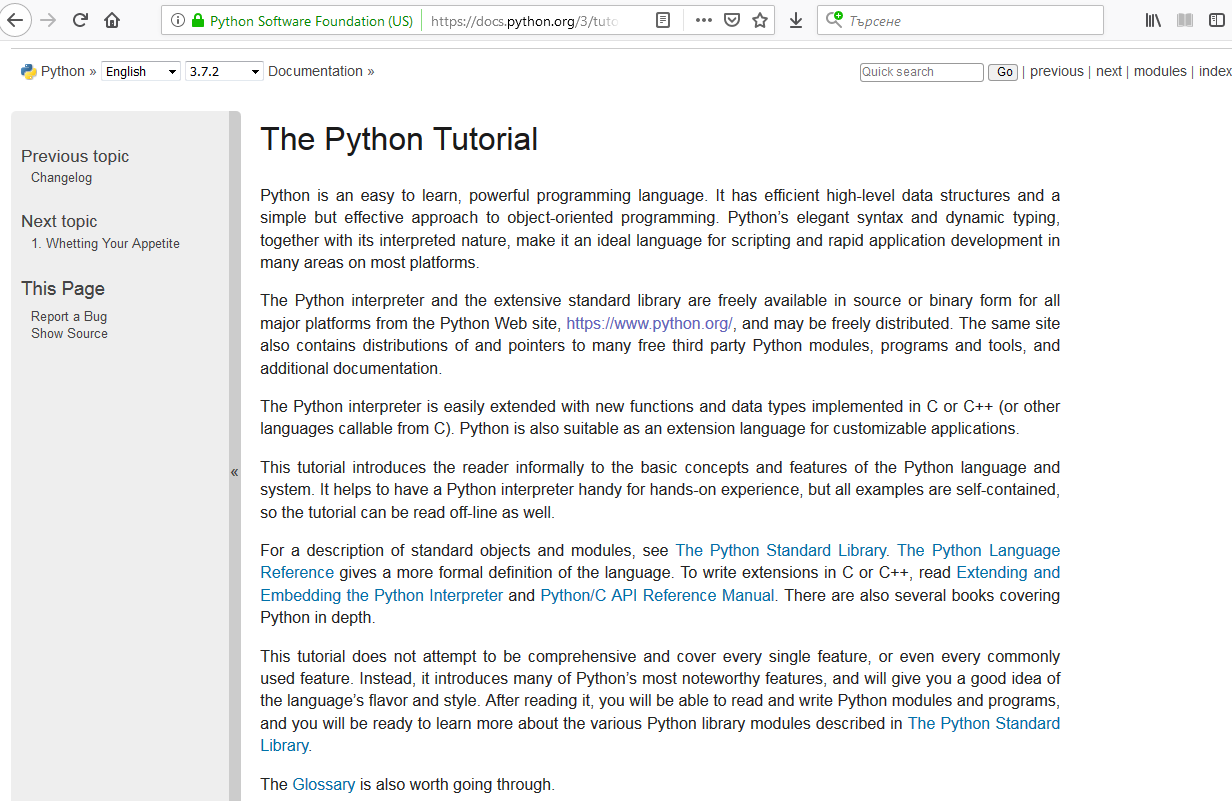 Python Software Foundation (US) https://docs.python.org/3/tuto Търсене
Python » English 3.7.2 Documentation » Quick search Go | previous | next | modules | index
Previous topic
Changelog
Next topic
1. Whetting Your Appetite
This Page
Report a Bug
Show Source
«
The Python Tutorial
Python is an easy to learn, powerful programming language. It has efficient high-level data structures and a
simple but effective approach to object-oriented programming. Python’s elegant syntax and dynamic typing,
together with its interpreted nature, make it an ideal language for scripting and rapid application development in
many areas on most platforms.
The Python interpreter and the extensive standard library are freely available in source or binary form for all
major platforms from the Python Web site, https://www.python.org/, and may be freely distributed. The same site
also contains distributions of and pointers to many free third party Python modules, programs and tools, and
additional documentation.
The Python interpreter is easily extended with new functions and data types implemented in C or C++ (or other
languages callable from C). Python is also suitable as an extension language for customizable applications.
This tutorial introduces the reader informally to the basic concepts and features of the Python language and
system. It helps to have a Python interpreter handy for hands-on experience, but all examples are self-contained,
so the tutorial can be read off-line as well.
For a description of standard objects and modules, see The Python Standard Library. The Python Language
Reference gives a more formal definition of the language. To write extensions in C or C++, read Extending and
Embedding the Python Interpreter and Python/C API Reference Manual. There are also several books covering
Python in depth.
This tutorial does not attempt to be comprehensive and cover every single feature, or even every commonly
used feature. Instead, it introduces many of Python’s most noteworthy features, and will give you a good idea of
the language’s flavor and style. After reading it, you will be able to read and write Python modules and programs,
and you will be ready to learn more about the various Python library modules described in The Python Standard
Library.
The Glossary is also worth going through.